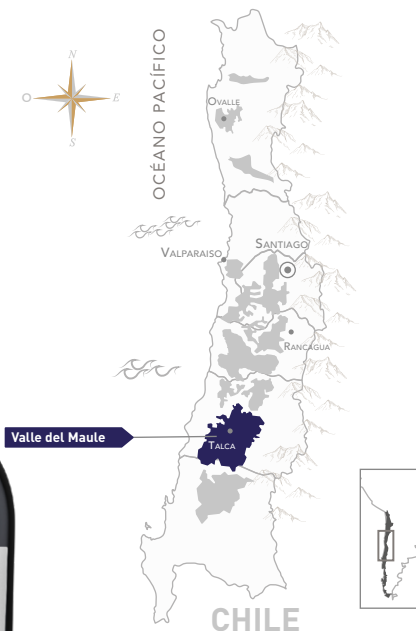 OCÉANO PACÍFICO
N
O
E
S
OVALLE
VALPARAISO
SANTIAGO
RANCAGUA
Valle del Maule
TALCA
CHILE